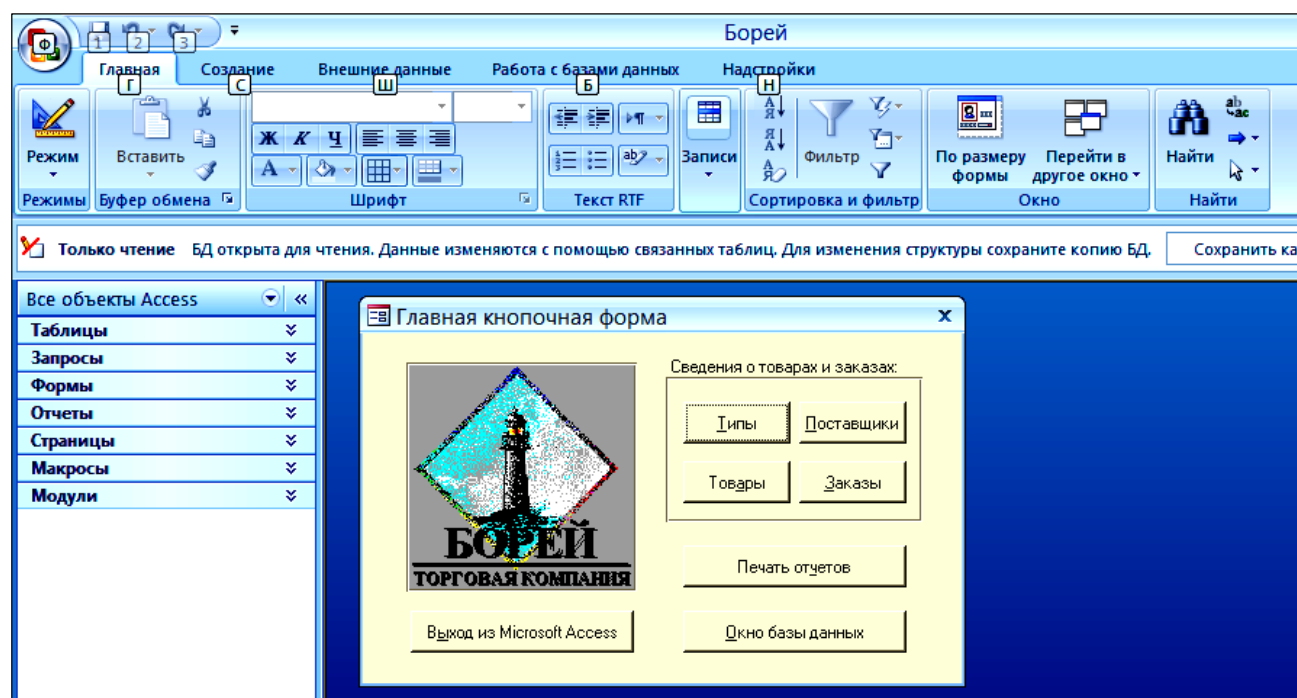 Борей
Ф 1 2 3
Главная Создание Внешние данные Работа с базами данных Надстройки
Г С Ш Б Н
Ж К Ч
Режим Вставить Записи Фильтр По размеру формы Перейти в другое окно Найти
Режимы Буфер обмена Шрифт Текст RTF Сортировка и фильтр Окно Найти
Только чтение БД открыта для чтения. Данные изменяются с помощью связанных таблиц. Для изменения структуры сохраните копию БД. Сохранить ка
Все объекты Access
Таблицы
Запросы
Формы
Отчеты
Страницы
Макросы
Модули
Главная кнопочная форма
Сведения о товарах и заказах:
Типы Поставщики
Товары Заказы
БОРЕЙ
ТОРГОВАЯ КОМПАНИЯ
Печать отчетов
Выход из Microsoft Access Окно базы данных